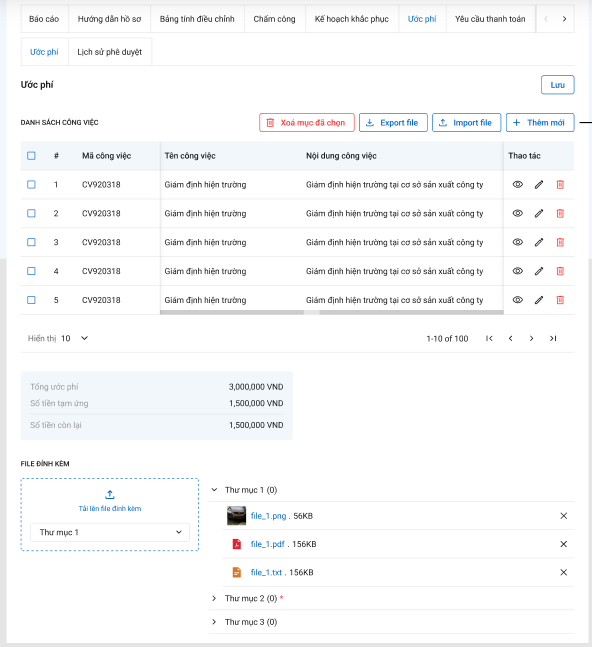 Báo cáo Hướng dẫn hồ sơ Bảng tính điều chỉnh Chấm công Kế hoạch khắc phục Ước phí Yêu cầu thanh toán
Ước phí Lịch sử phê duyệt
Ước phí Lưu
DANH SÁCH CÔNG VIỆC Xoá mục đã chọn Export file Import file Thêm mới
# Mã công việc Tên công việc Nội dung công việc Thao tác
1 CV920318 Giám định hiện trường Giám định hiện trường tại cơ sở sản xuất công ty
2 CV920318 Giám định hiện trường Giám định hiện trường tại cơ sở sản xuất công ty
3 CV920318 Giám định hiện trường Giám định hiện trường tại cơ sở sản xuất công ty
4 CV920318 Giám định hiện trường Giám định hiện trường tại cơ sở sản xuất công ty
5 CV920318 Giám định hiện trường Giám định hiện trường tại cơ sở sản xuất công ty
Hiển thị 10 1-10 of 100
Tổng ước phí 3,000,000 VND
Số tiền tạm ứng 1,500,000 VND
Số tiền còn lại 1,500,000 VND
FILE ĐÍNH KÈM
Tải lên file đính kèm
Thư mục 1
Thư mục 1 (0)
file_1.png . 56KB
file_1.pdf . 156KB
file_1.txt . 156KB
Thư mục 2 (0) *
Thư mục 3 (0)